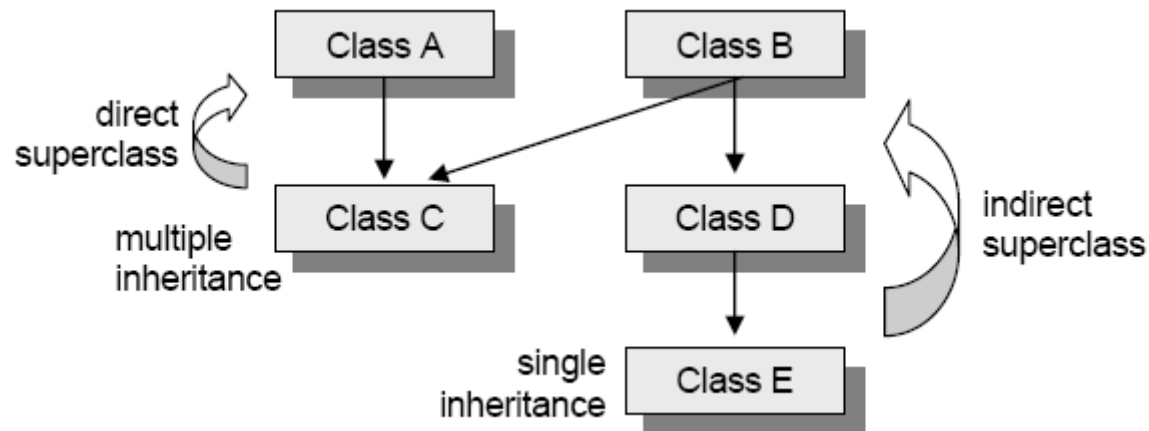 Class A
Class B
direct
superclass
Class C
Class D
indirect
superclass
multiple
inheritance
single
inheritance
Class E